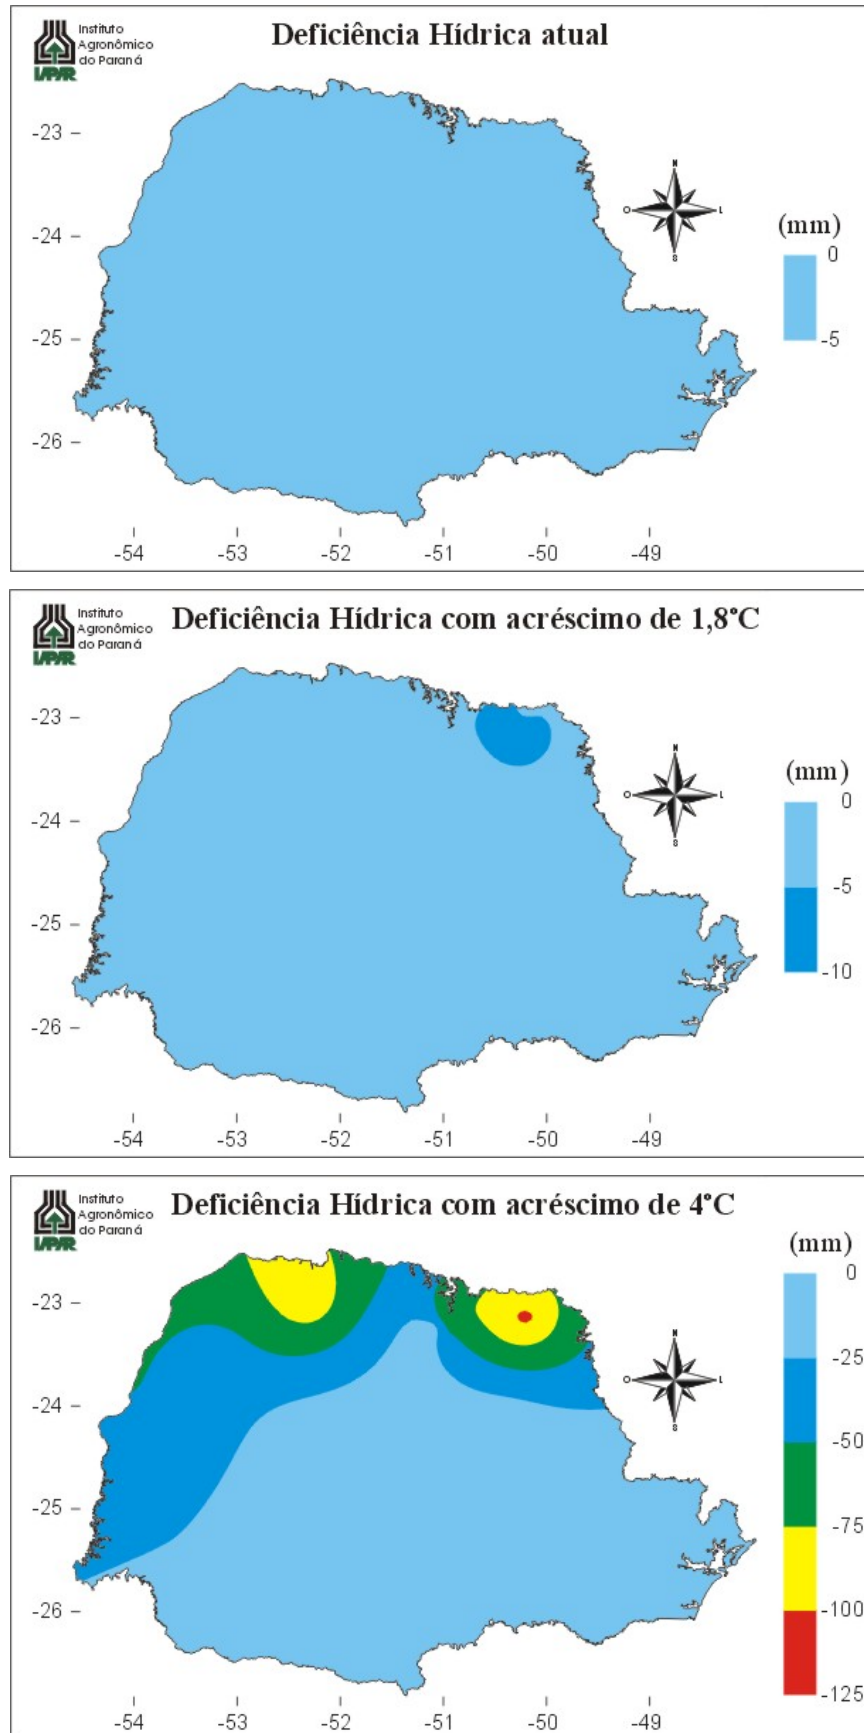 Instituto
Agronômico
do Paraná
IAPAR
Deficiência Hídrica atual
-23
-24
-25
-26
N
O
L
S
(mm)
0
-5
-54
-53
-52
-51
-50
-49
Instituto
Agronômico
do Paraná
IAPAR
Deficiência Hídrica com acréscimo de 1,8°C
-23
-24
-25
-26
N
O
L
S
(mm)
0
-5
-10
-54
-53
-52
-51
-50
-49
Instituto
Agronômico
do Paraná
IAPAR
Deficiência Hídrica com acréscimo de 4°C
-23
-24
-25
-26
N
O
L
S
(mm)
0
-25
-50
-75
-100
-125
-54
-53
-52
-51
-50
-49